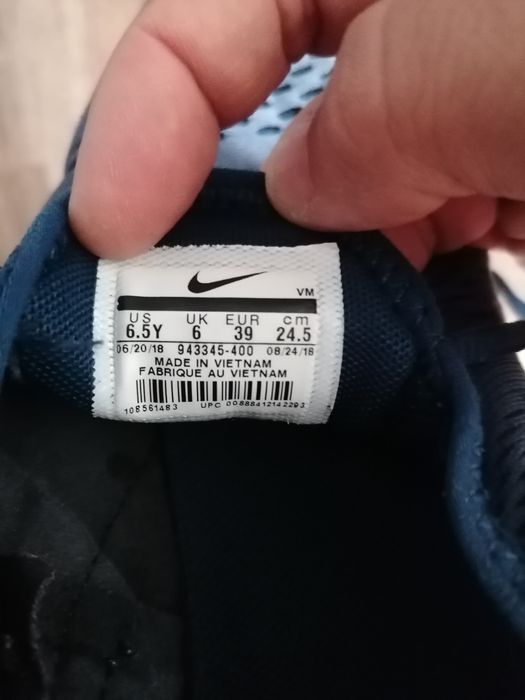 VM
US UK EUR cm
6.5Y 6 39 24.5
06/20/18 943345-400 08/24/18
MADE IN VIETNAM
FABRIQUE AU VIETNAM
108561483 UPC 00888412142293